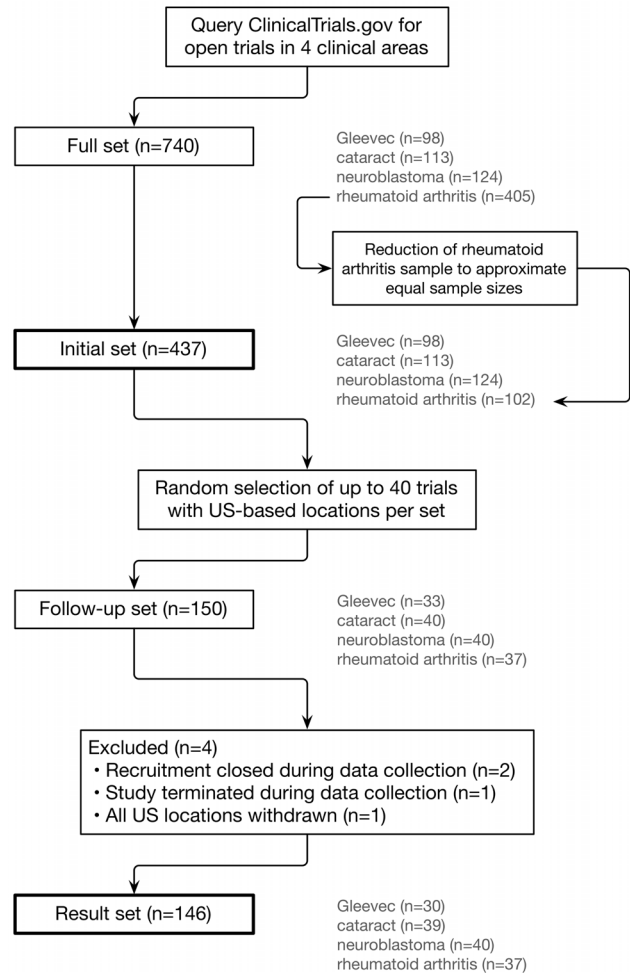 Query ClinicalTrials.gov for
open trials in 4 clinical areas
Full set (n=740)
Gleevec (n=98)
cataract (n=113)
neuroblastoma (n=124)
rheumatoid arthritis (n=405)
Reduction of rheumatoid
arthritis sample to approximate
equal sample sizes
Initial set (n=437)
Gleevec (n=98)
cataract (n=113)
neuroblastoma (n=124)
rheumatoid arthritis (n=102)
Random selection of up to 40 trials
with US-based locations per set
Follow-up set (n=150)
Gleevec (n=33)
cataract (n=40)
neuroblastoma (n=40)
rheumatoid arthritis (n=37)
Excluded (n=4)
• Recruitment closed during data collection (n=2)
• Study terminated during data collection (n=1)
• All US locations withdrawn (n=1)
Result set (n=146)
Gleevec (n=30)
cataract (n=39)
neuroblastoma (n=40)
rheumatoid arthritis (n=37)